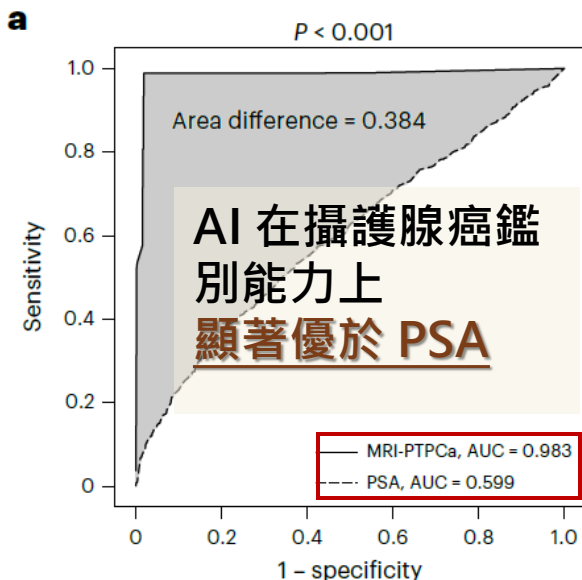 a
P < 0.001
1.0
Area difference = 0.384
0.8
AI 在攝護腺癌鑑
別能力上
顯著優於 PSA
0.6
Sensitivity
0.4
0.2
MRI-PTPCa, AUC = 0.983
PSA, AUC = 0.599
0
0 0.2 0.4 0.6 0.8 1.0
1 – specificity